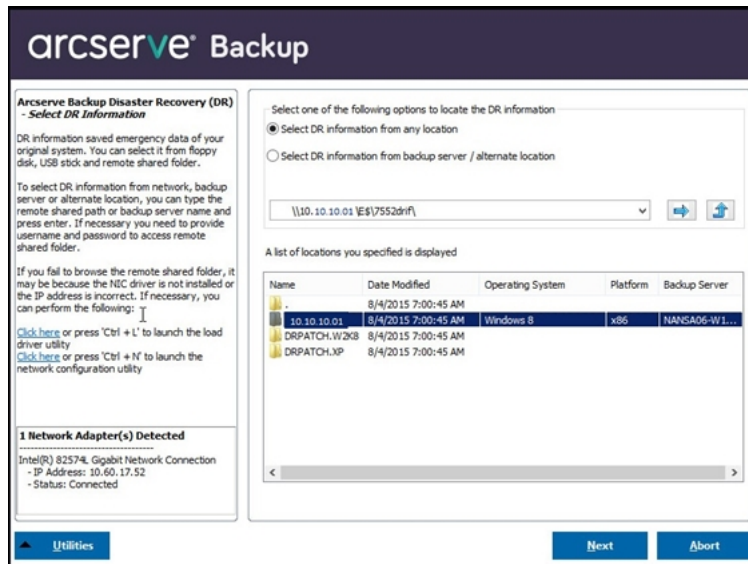 arcserve® Backup
Arcserve Backup Disaster Recovery (DR)
- Select DR Information
DR information saved emergency data of your
original system. You can select it from floppy
disk, USB stick and remote shared folder.
To select DR information from network, backup
server or alternate location, you can type the
remote shared path or backup server name and
press enter. If necessary you need to provide
username and password to access remote
shared folder.
If you fail to browse the remote shared folder, it
may be because the NIC driver is not installed or
the IP address is incorrect. If necessary, you
can perform the following:
Click here or press 'Ctrl + L' to launch the load
driver utility
Click here or press 'Ctrl + N' to launch the
network configuration utility
1 Network Adapter(s) Detected
Intel(R) 82574L Gigabit Network Connection
- IP Address: 10.60.17.52
- Status: Connected
Select one of the following options to locate the DR information
Select DR information from any location
Select DR information from backup server / alternate location
\\10.10.10.01\E$\7552drif\
A list of locations you specified is displayed
Name Date Modified Operating System Platform Backup Server
. 8/4/2015 7:00:45 AM
10.10.10.01 8/4/2015 7:00:45 AM Windows 8 x86 NANSA06-W1...
DRPATCH.W2K8 8/4/2015 7:00:45 AM
DRPATCH.XP 8/4/2015 7:00:45 AM
Utilities
Next
Abort